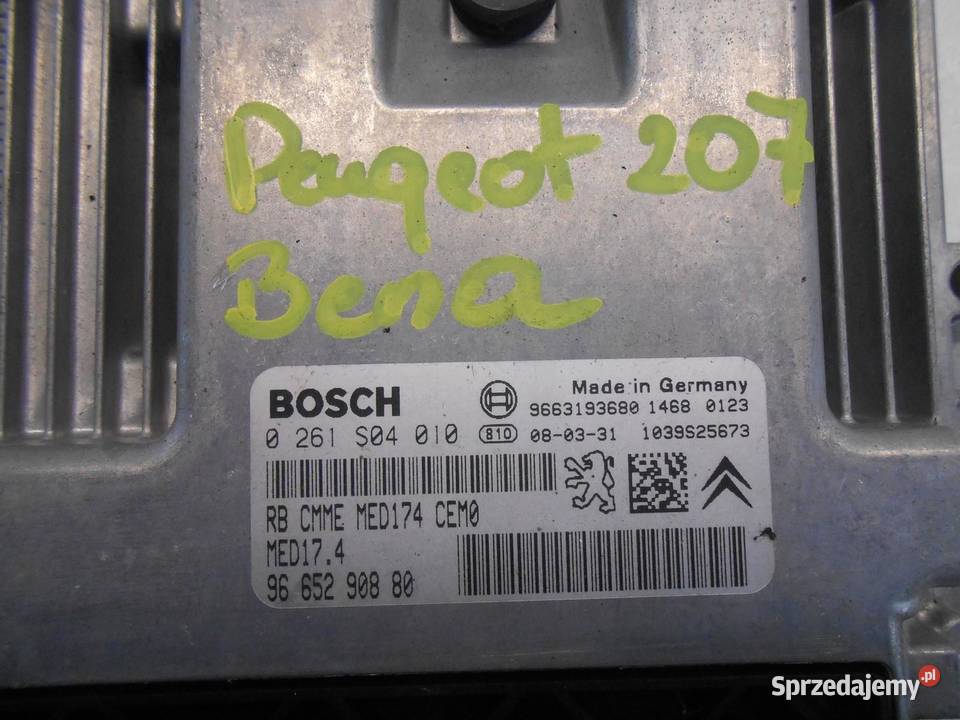 Peugeot 207
Bena
BOSCH
Made in Germany
9663193680 1468 0123
0 261 S04 010
810 08-03-31 1039S25673
RB CMME MED174 CEM0
MED17.4
96 652 908 80
Sprzedajemy.pl